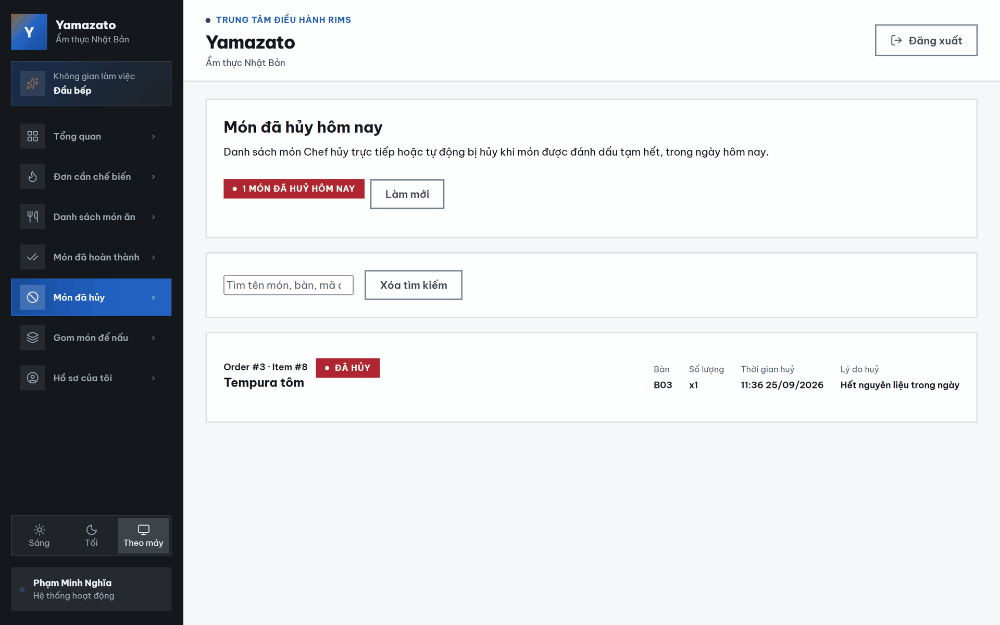 Y
Yamazato
Ẩm thực Nhật Bản
Không gian làm việc
Đầu bếp
Tổng quan
Đơn cần chế biến
Danh sách món ăn
Món đã hoàn thành
Món đã hủy
Gom món để nấu
Hồ sơ của tôi
Sáng
Tối
Theo máy
Phạm Minh Nghĩa
Hệ thống hoạt động
TRUNG TÂM ĐIỀU HÀNH RIMS
Yamazato
Ẩm thực Nhật Bản
Đăng xuất
Món đã hủy hôm nay
Danh sách món Chef hủy trực tiếp hoặc tự động bị hủy khi món được đánh dấu tạm hết, trong ngày hôm nay.
1 MÓN ĐÃ HUỶ HÔM NAY
Làm mới
Tìm tên món, bàn, mã
Xóa tìm kiếm
Order #3 · Item #8
ĐÃ HỦY
Tempura tôm
Bàn
B03
Số lượng
x1
Thời gian huỷ
11:36 25/09/2026
Lý do huỷ
Hết nguyên liệu trong ngày